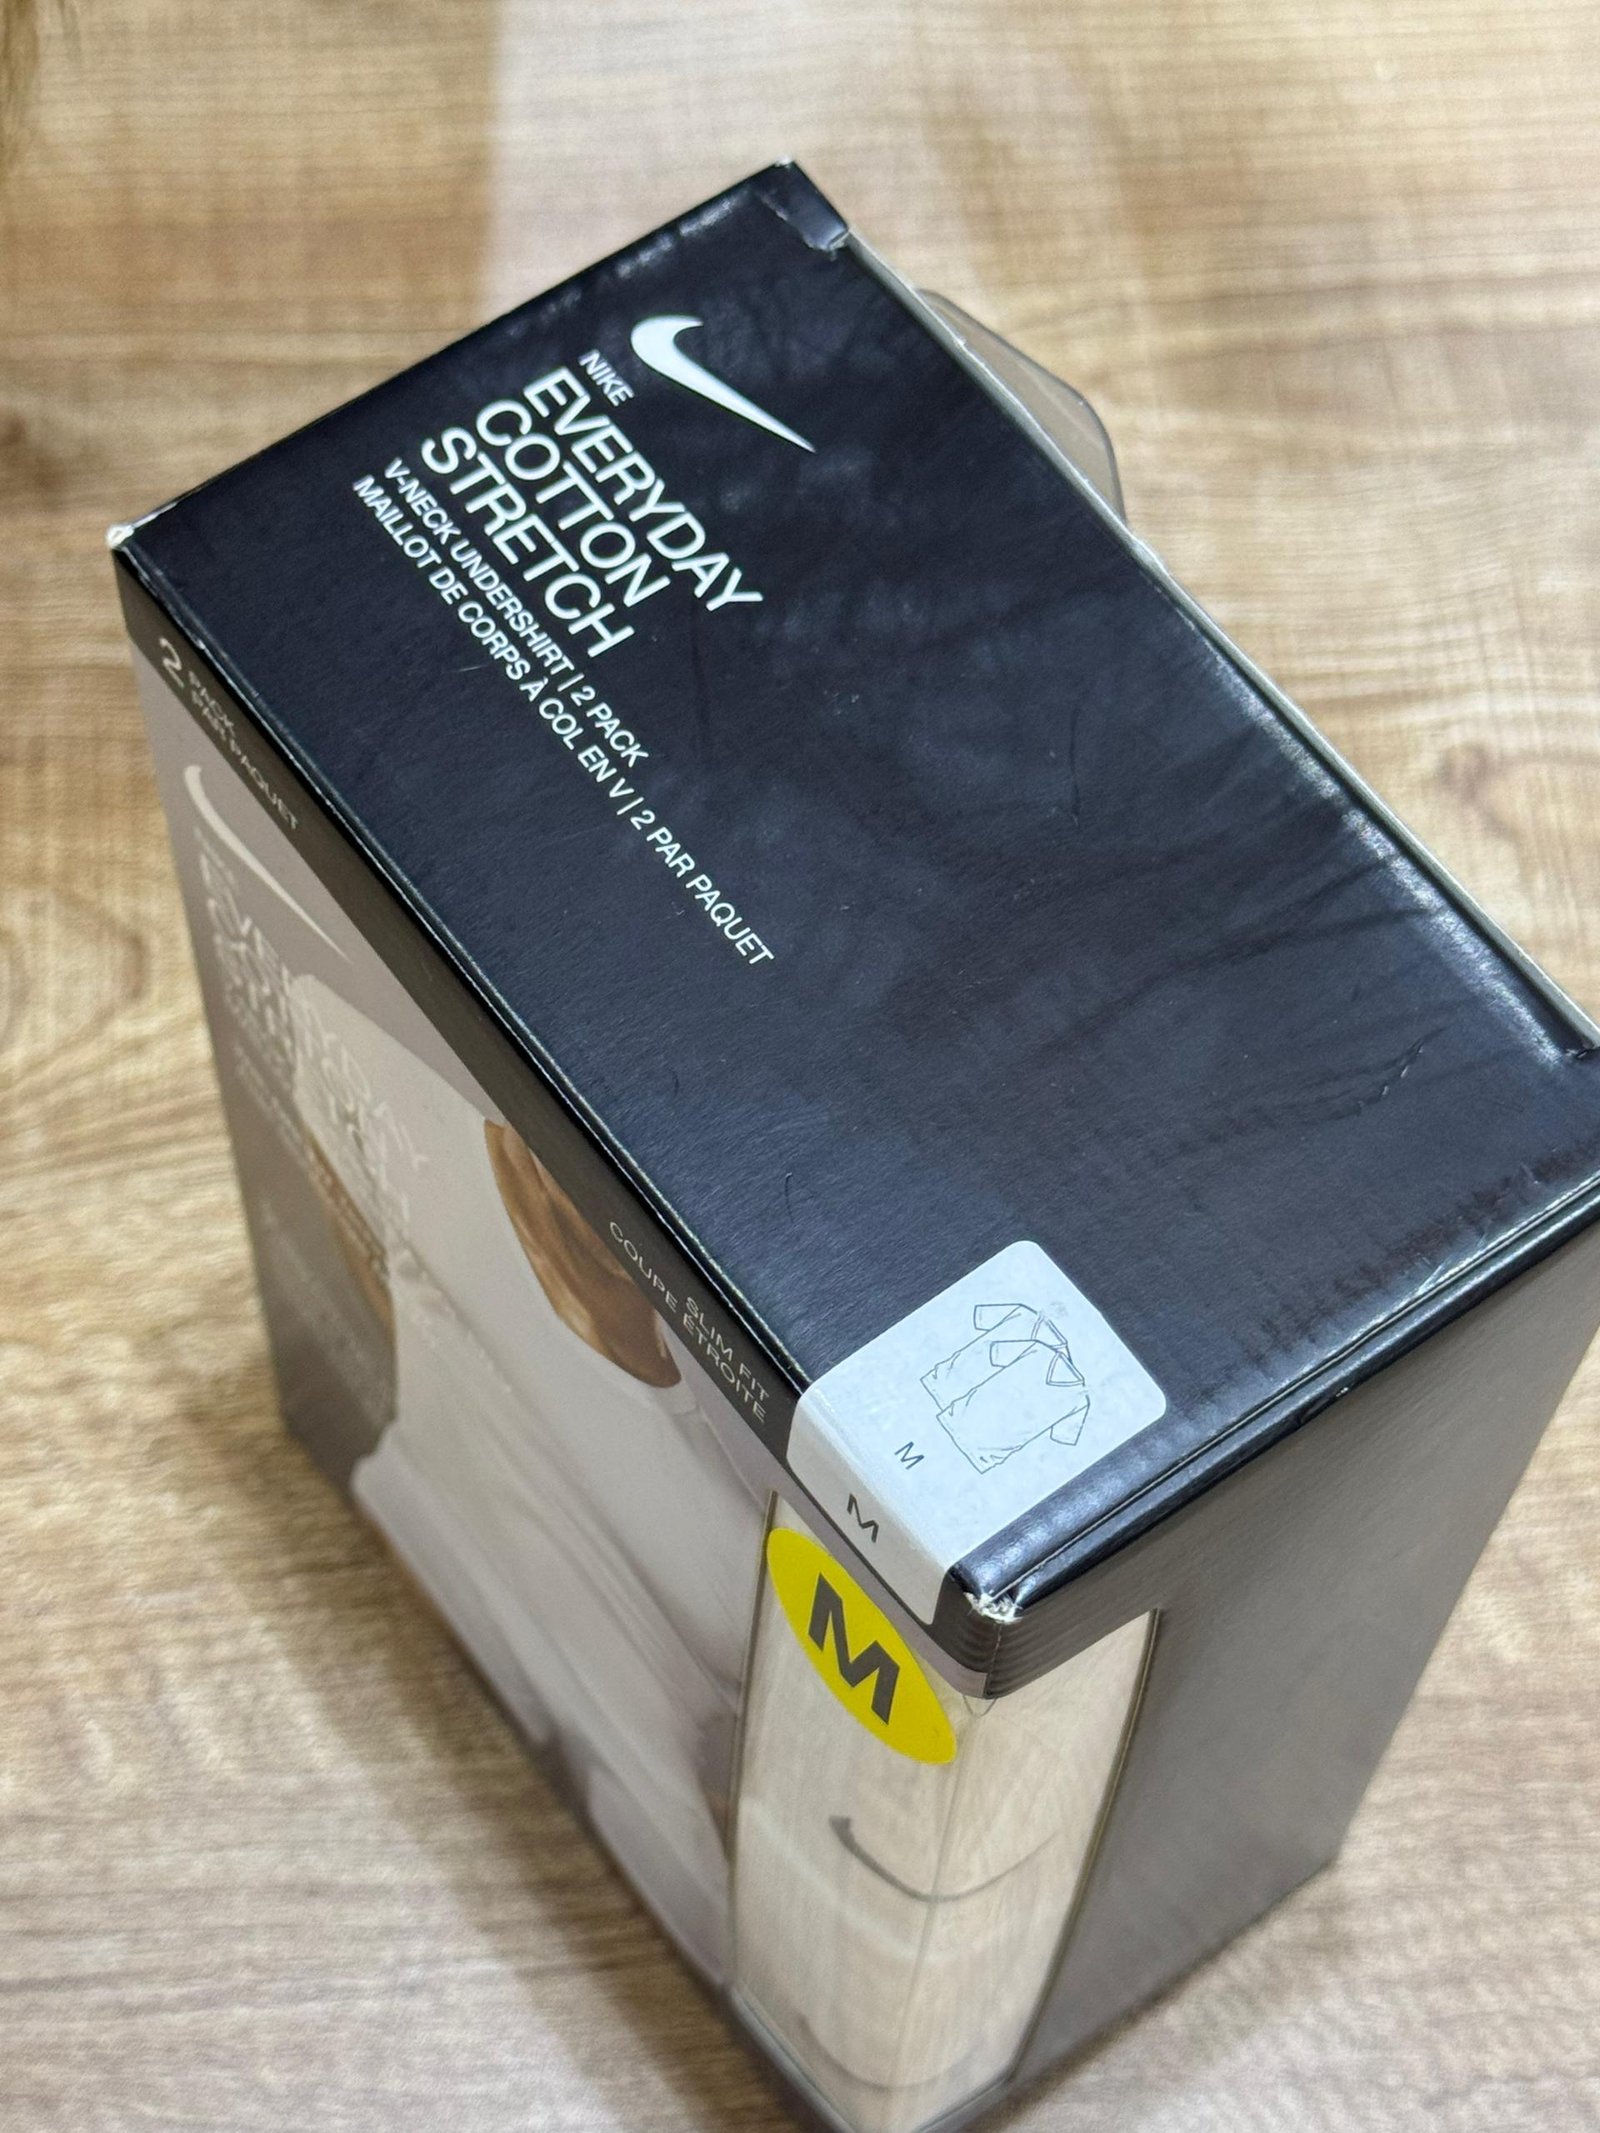 NIKE
EVERYDAY
COTTON
STRETCH
V-NECK UNDERSHIRT | 2 PACK
MAILLOT DE CORPS À COL EN V | 2 PAR PAQUET
2 PACK
PAR PAQUET
EVERYDAY
SLIM FIT
COUPE ÉTROITE
M
M
M